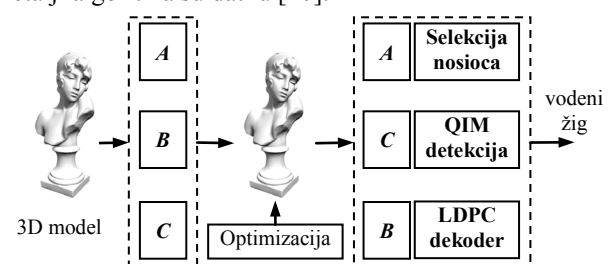 A
B
C
3D model
Optimizacija
A
Selekcija
nosioca
C
QIM
detekcija
B
LDPC
dekoder
vodeni
žig